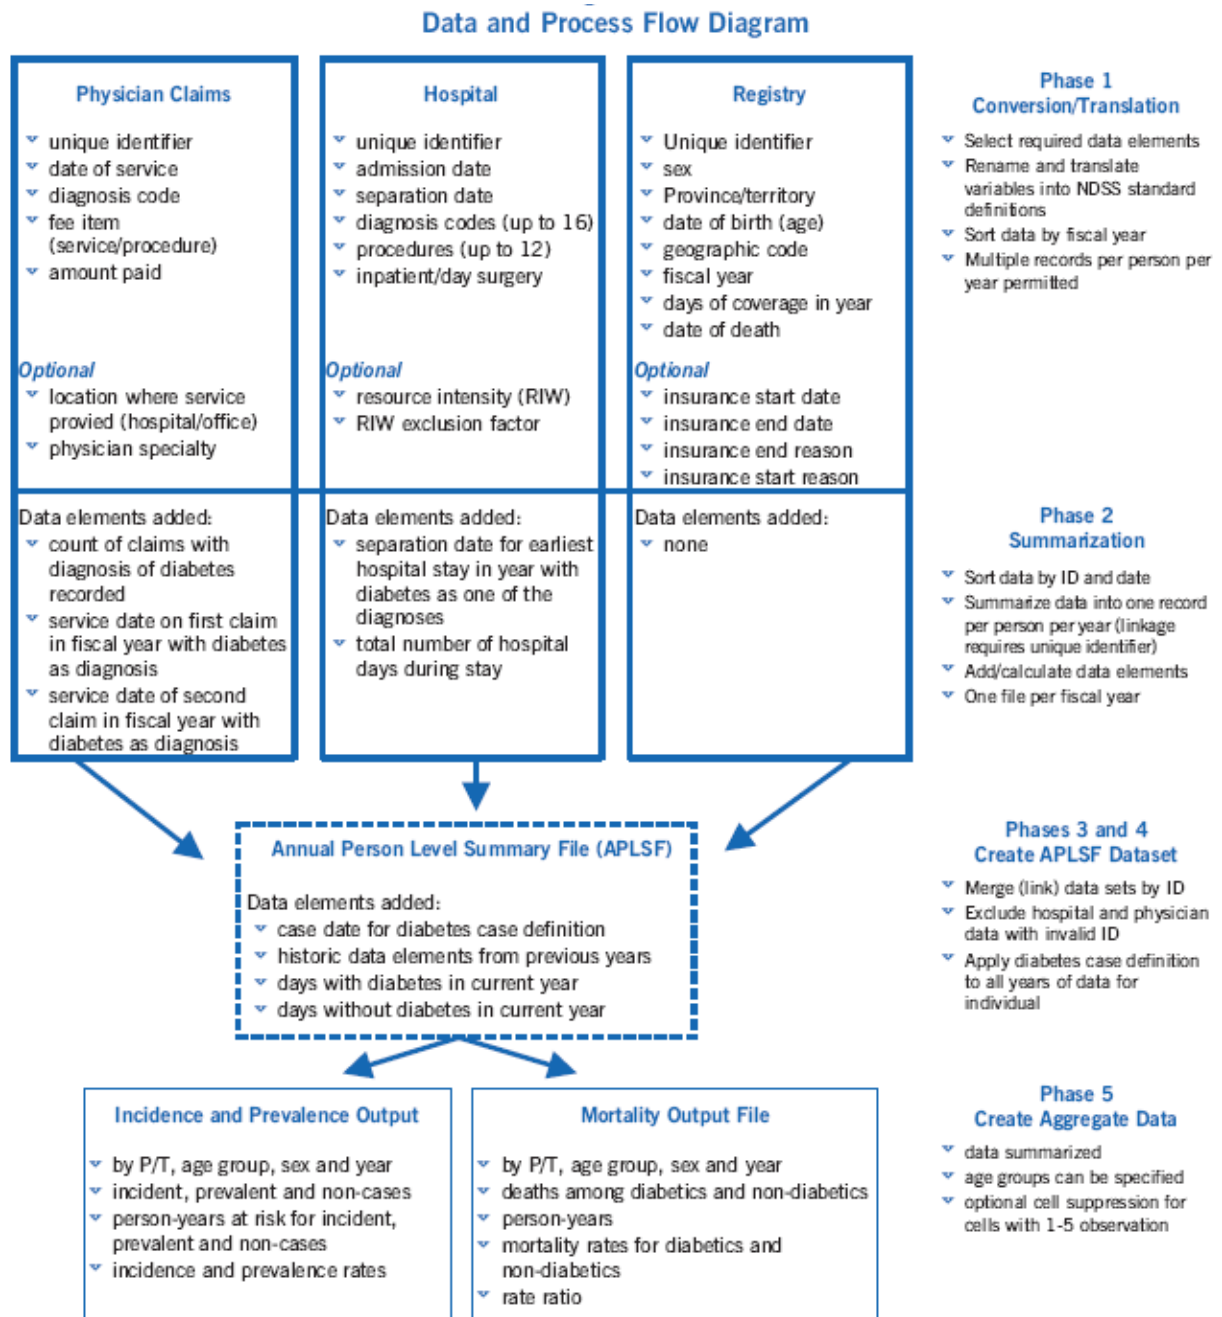 Data and Process Flow Diagram
Physician Claims
unique identifier
date of service
diagnosis code
fee item
(service/procedure)
amount paid
Optional
location where service
provied (hospital/office)
physician specialty
Hospital
unique identifier
admission date
separation date
diagnosis codes (up to 16)
procedures (up to 12)
inpatient/day surgery
Optional
resource intensity (RIW)
RIW exclusion factor
Registry
Unique identifier
sex
Province/territory
date of birth (age)
geographic code
fiscal year
days of coverage in year
date of death
Optional
insurance start date
insurance end date
insurance end reason
insurance start reason
Phase 1
Conversion/Translation
Select required data elements
Rename and translate
variables into NDSS standard
definitions
Sort data by fiscal year
Multiple records per person per
year permitted
Data elements added:
count of claims with
diagnosis of diabetes
recorded
service date on first claim
in fiscal year with diabetes
as diagnosis
service date of second
claim in fiscal year with
diabetes as diagnosis
Data elements added:
separation date for earliest
hospital stay in year with
diabetes as one of the
diagnoses
total number of hospital
days during stay
Data elements added:
none
Phase 2
Summarization
Sort data by ID and date
Summarize data into one record
per person per year (linkage
requires unique identifier)
Add/calculate data elements
One file per fiscal year
Annual Person Level Summary File (APLSF)
Data elements added:
case date for diabetes case definition
historic data elements from previous years
days with diabetes in current year
days without diabetes in current year
Phases 3 and 4
Create APLSF Dataset
Merge (link) data sets by ID
Exclude hospital and physician
data with invalid ID
Apply diabetes case definition
to all years of data for
individual
Incidence and Prevalence Output
by P/T, age group, sex and year
incident, prevalent and non-cases
person-years at risk for incident,
prevalent and non-cases
incidence and prevalence rates
Mortality Output File
by P/T, age group, sex and year
deaths among diabetics and non-diabetics
person-years
mortality rates for diabetics and
non-diabetics
rate ratio
Phase 5
Create Aggregate Data
data summarized
age groups can be specified
optional cell suppression for
cells with 1-5 observation